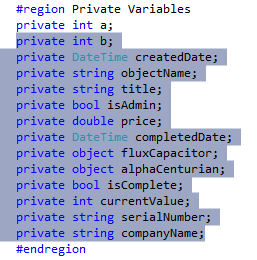 #region Private Variables
private int a;
private int b;
private DateTime createdDate;
private string objectName;
private string title;
private bool isAdmin;
private double price;
private DateTime completedDate;
private object fluxCapacitor;
private object alphaCenturian;
private bool isComplete;
private int currentValue;
private string serialNumber;
private string companyName;
#endregion